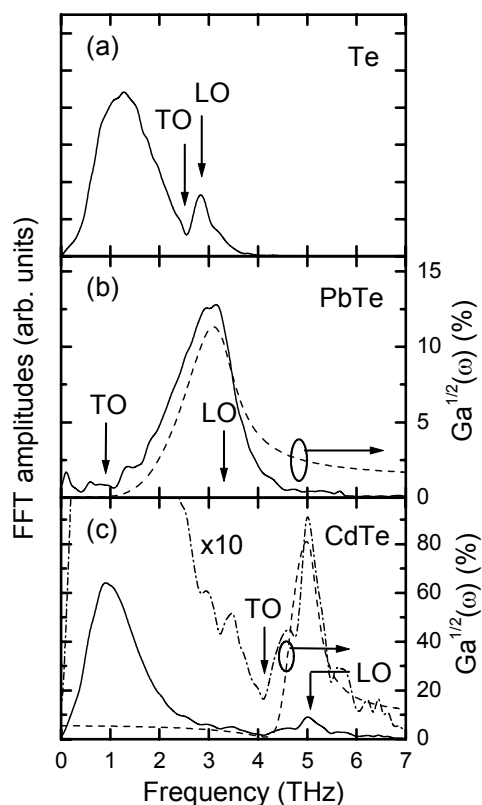 (a)
Te
LO
TO
FFT amplitudes (arb. units)
(b)
PbTe
15
TO
LO
10
5
0
Ga^{1/2}(ω) (%)
(c)
x10
CdTe
TO
LO
80
60
40
20
0
Ga^{1/2}(ω) (%)
0 1 2 3 4 5 6 7
Frequency (THz)